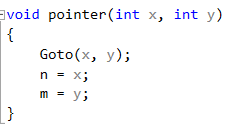 void pointer(int x, int y)
{
    Goto(x, y);
    n = x;
    m = y;
}